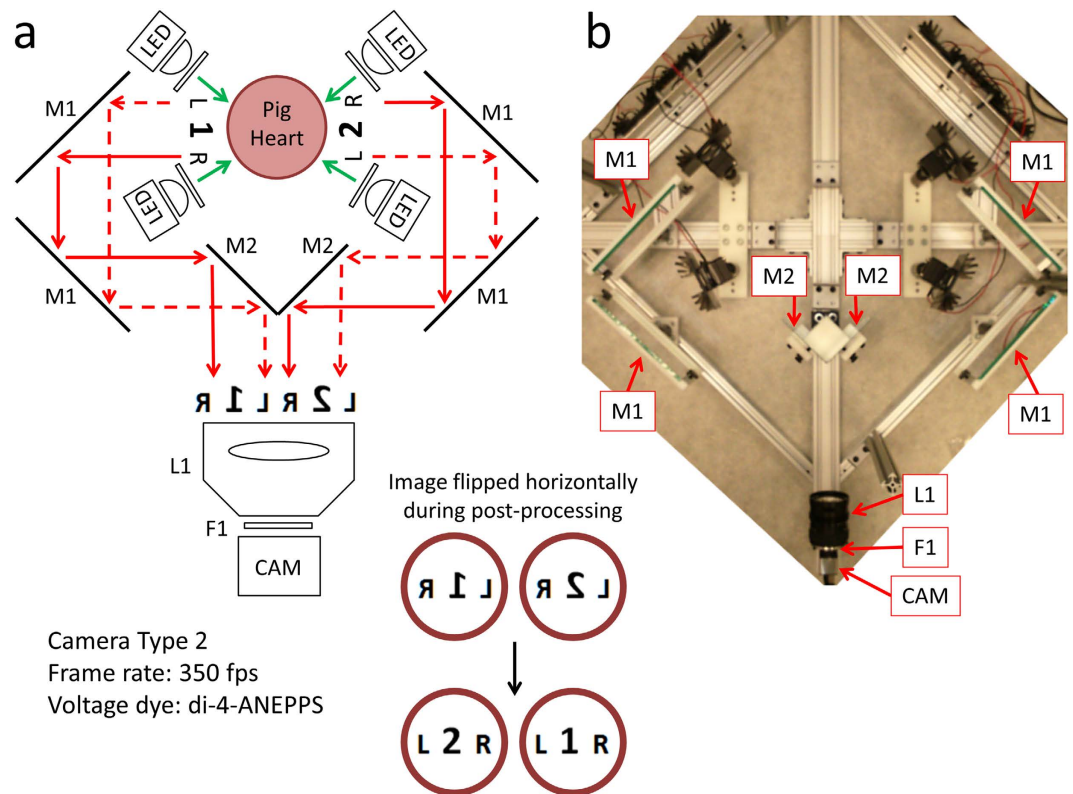 a
LED
LED
M1
L
1
R
Pig
Heart
R
2
L
M1
LED
LED
M2
M2
M1
M1
R 1 L R 2 L
L1
F1
CAM
Image flipped horizontally
during post-processing
R 1 L
R 2 L
Camera Type 2
Frame rate: 350 fps
Voltage dye: di-4-ANEPPS
L 2 R
L 1 R
b
M1
M1
M2
M2
M1
M1
L1
F1
CAM